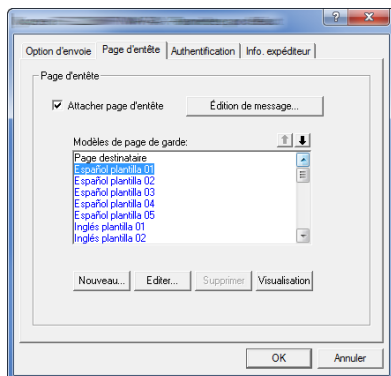 Option d'envoie Page d'entête Authentification Info. expéditeur
Page d'entête
Attacher page d'entête Édition de message...
Modèles de page de garde:
Page destinataire
Español plantilla 01
Español plantilla 02
Español plantilla 03
Español plantilla 04
Español plantilla 05
Inglés plantilla 01
Inglés plantilla 02
Nouveau... Editer... Supprimer Visualisation
OK Annuler